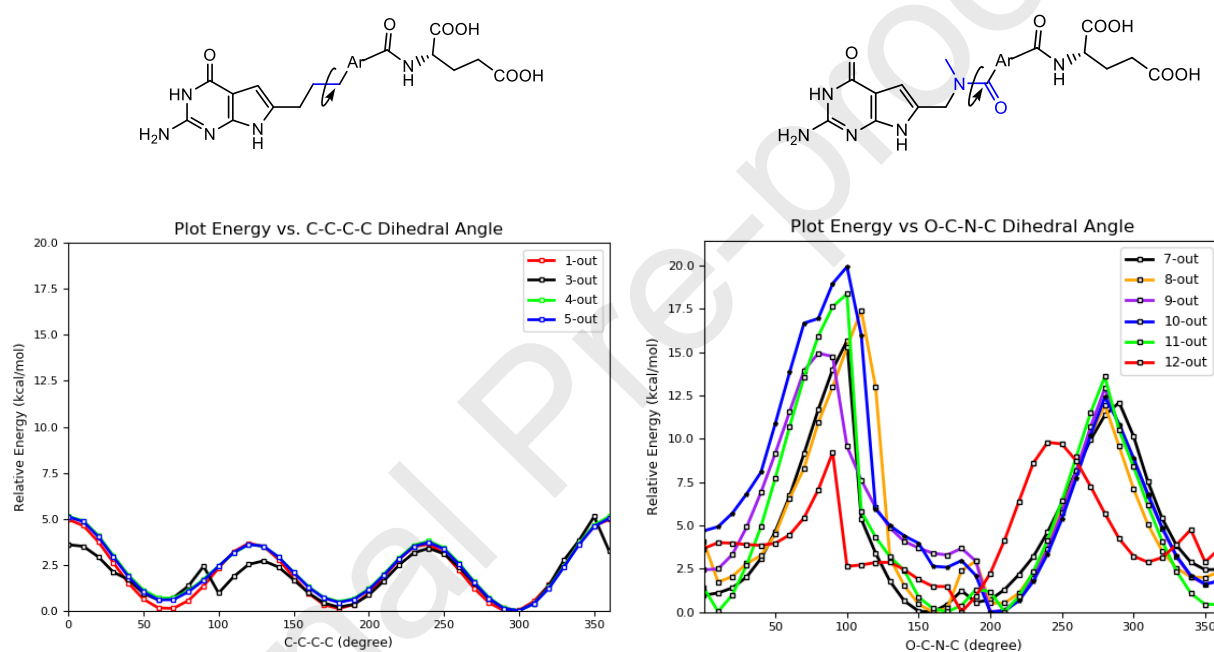 O
HN
H₂N
N
N
H
Ar
O
N
H
COOH
COOH
O
HN
H₂N
N
N
H
N
O
Ar
O
N
H
COOH
COOH
Plot Energy vs. C-C-C-C Dihedral Angle
Relative Energy (kcal/mol)
20.0
17.5
15.0
12.5
10.0
7.5
5.0
2.5
0.0
0 50 100 150 200 250 300 350
C-C-C-C (degree)
1-out
3-out
4-out
5-out
Plot Energy vs O-C-N-C Dihedral Angle
Relative Energy (kcal/mol)
20.0
17.5
15.0
12.5
10.0
7.5
5.0
2.5
0.0
50 100 150 200 250 300 350
O-C-N-C (degree)
7-out
8-out
9-out
10-out
11-out
12-out
nal Pre-pro